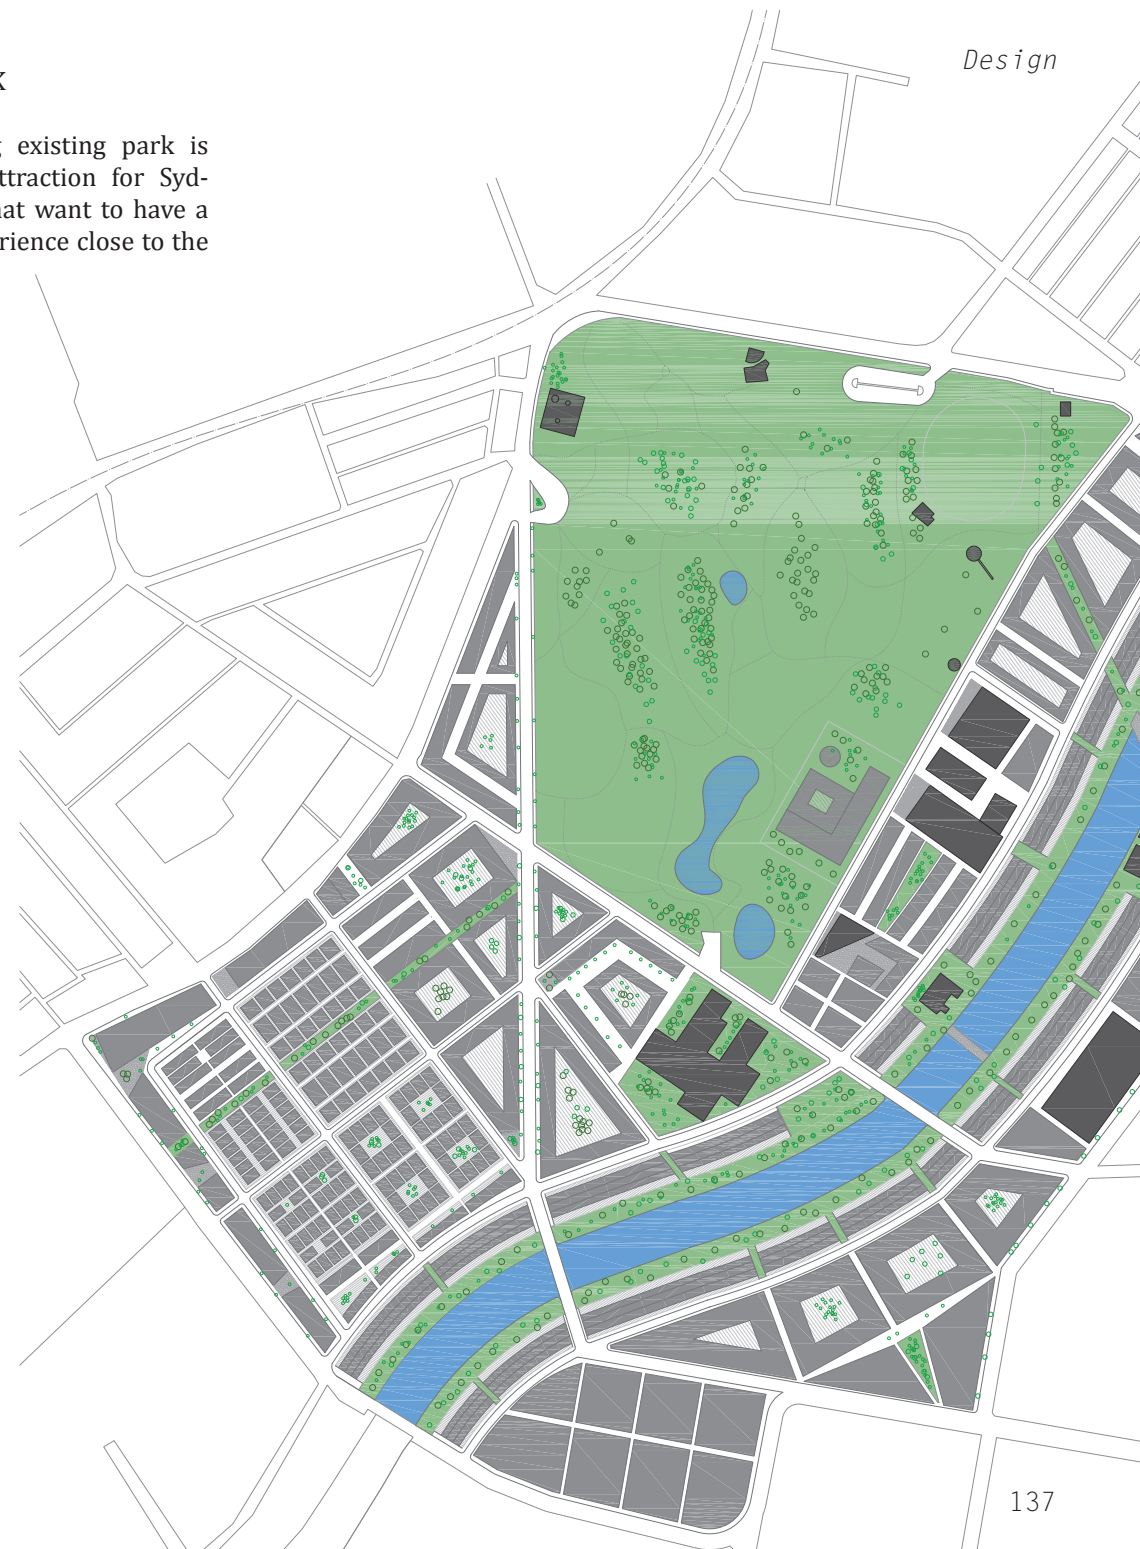 Design
existing park is
ttraction for Syd-
at want to have a
rience close to the
137